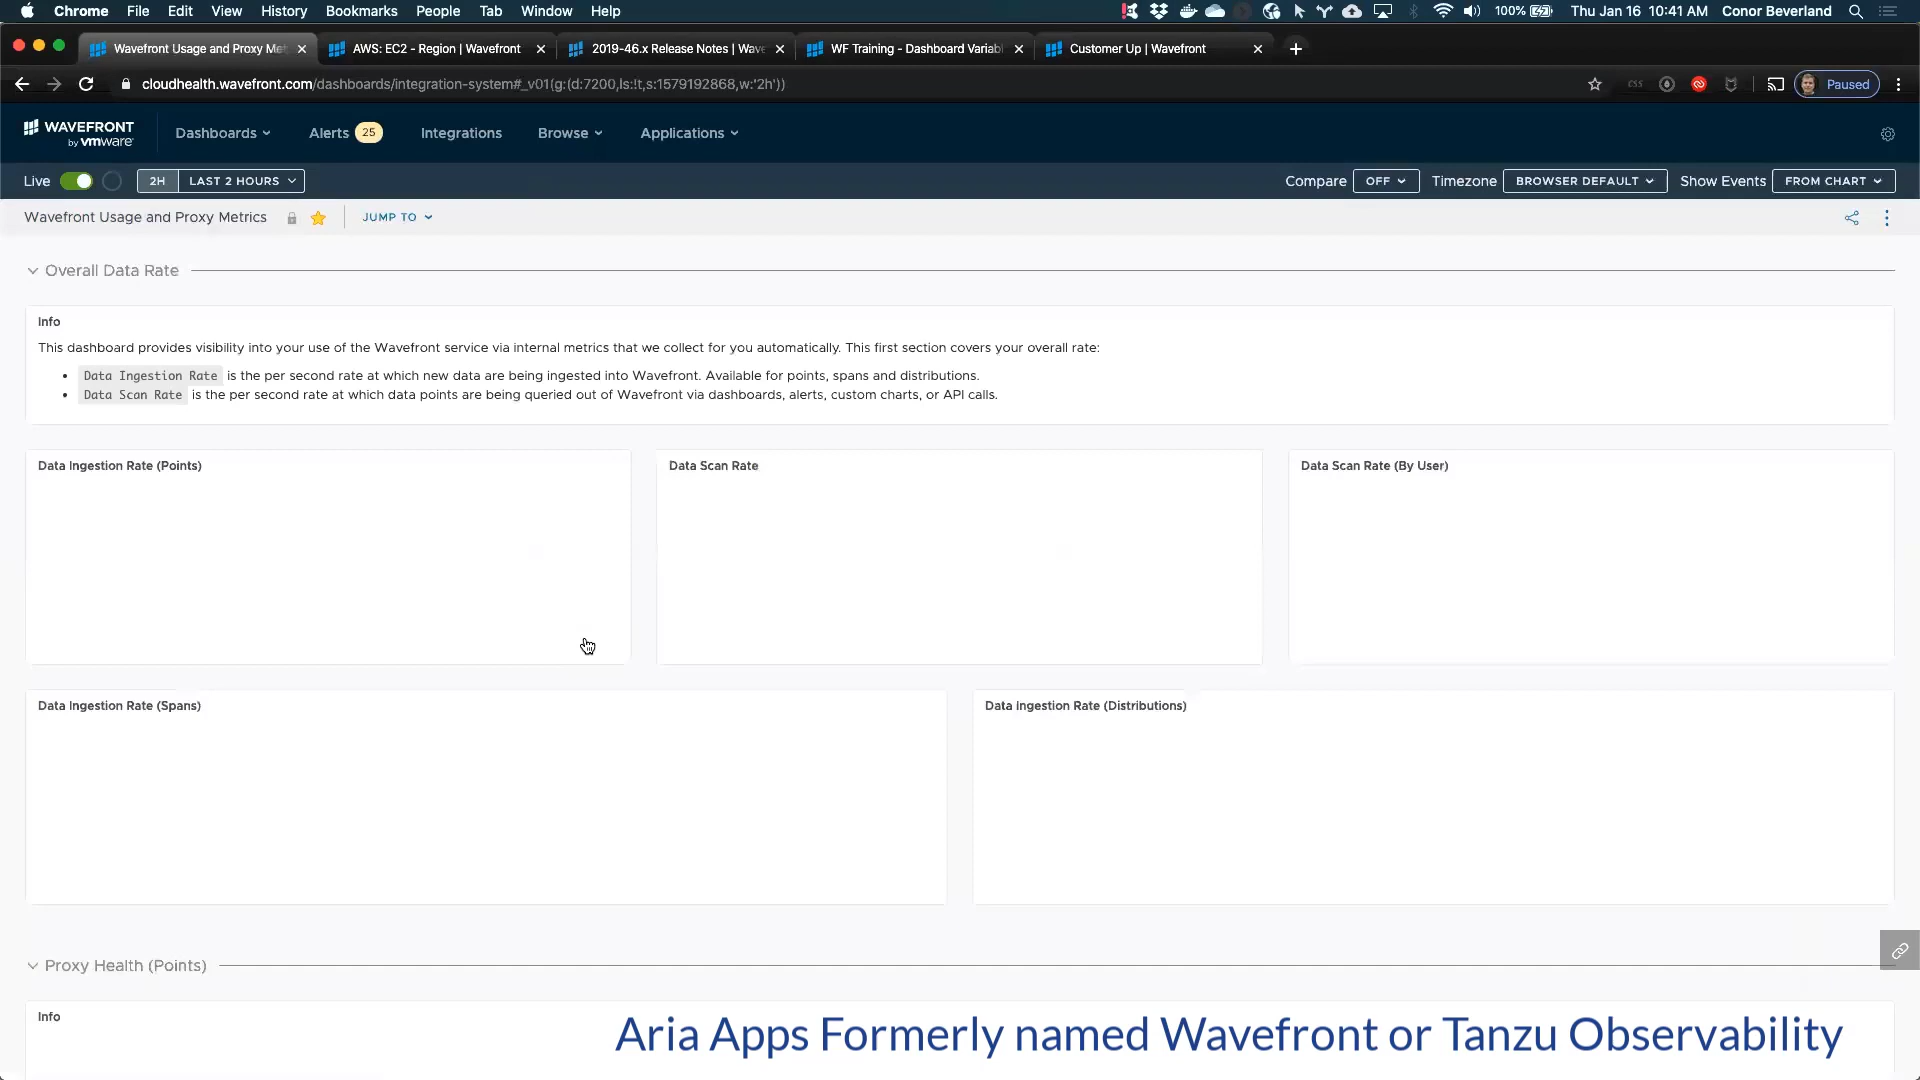 Chrome File Edit View History Bookmarks People Tab Window Help 100% Thu Jan 16 10:41 AM Conor Beverland
Wavefront Usage and Proxy Met AWS: EC2 - Region | Wavefront 2019-46.x Release Notes | Wave WF Training - Dashboard Variabl Customer Up | Wavefront
cloudhealth.wavefront.com/dashboards/integration-system#_v01(g:(d:7200,ls:!t,s:1579192868,w:'2h')) css Paused
WAVEFRONT
by vmware
Dashboards Alerts 25 Integrations Browse Applications
Live 2H LAST 2 HOURS Compare OFF Timezone BROWSER DEFAULT Show Events FROM CHART
Wavefront Usage and Proxy Metrics JUMP TO
Overall Data Rate
Info
This dashboard provides visibility into your use of the Wavefront service via internal metrics that we collect for you automatically. This first section covers your overall rate:
• Data Ingestion Rate is the per second rate at which new data are being ingested into Wavefront. Available for points, spans and distributions.
• Data Scan Rate is the per second rate at which data points are being queried out of Wavefront via dashboards, alerts, custom charts, or API calls.
Data Ingestion Rate (Points) Data Scan Rate Data Scan Rate (By User)
Data Ingestion Rate (Spans) Data Ingestion Rate (Distributions)
Proxy Health (Points)
Info
Aria Apps Formerly named Wavefront or Tanzu Observability